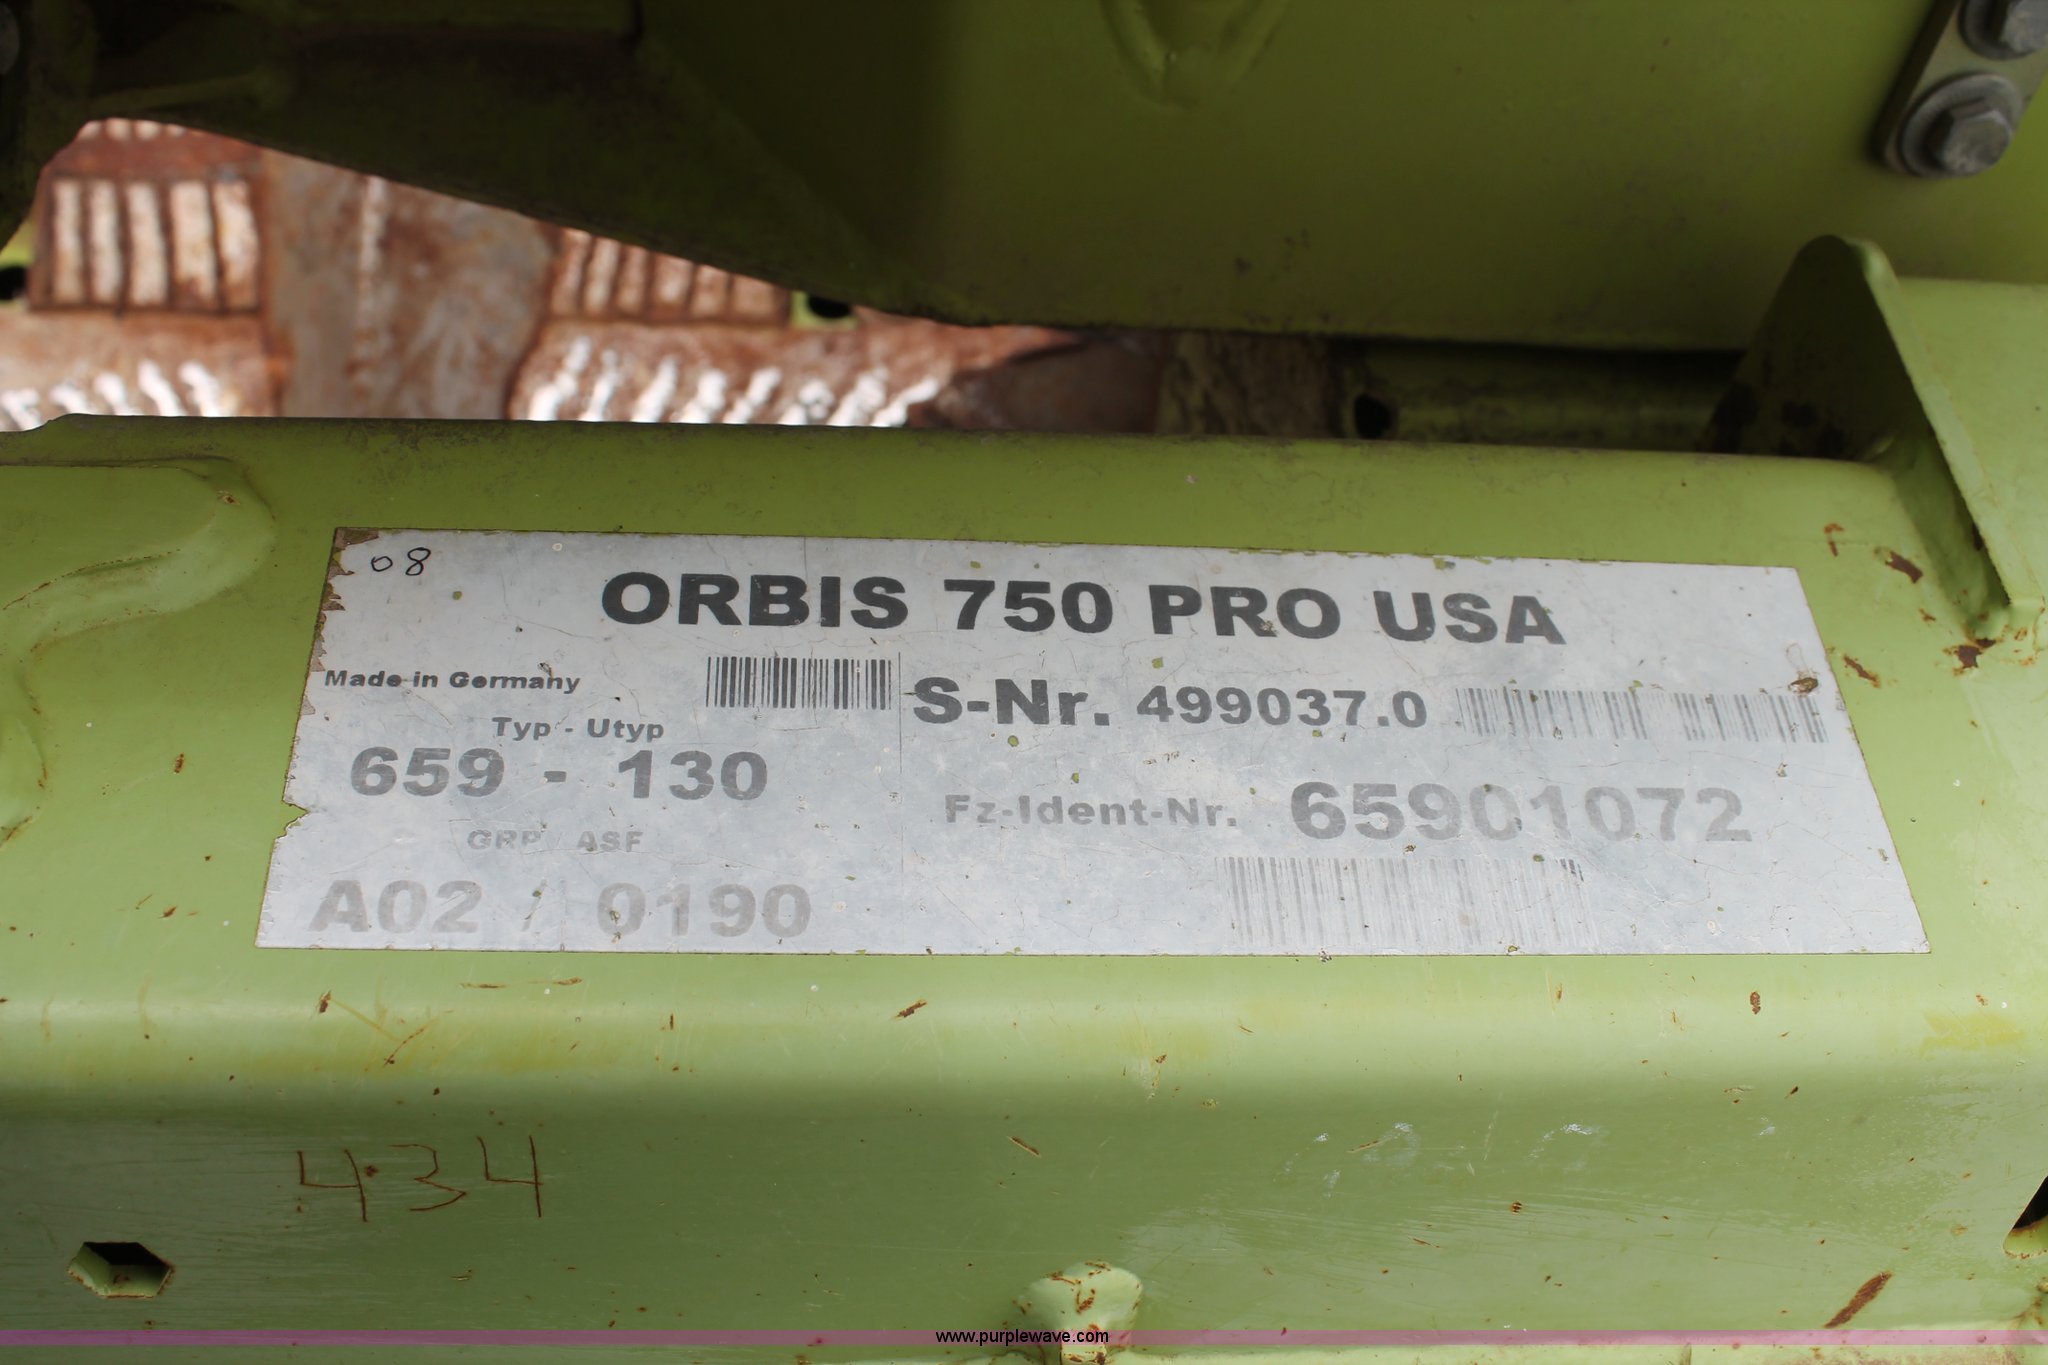 08
ORBIS 750 PRO USA
Made in Germany
S-Nr. 499037.0
Typ - Utyp
659 - 130
Fz-Ident-Nr. 65901072
GRP / ASF
A02 / 0190
434
www.purplewave.com